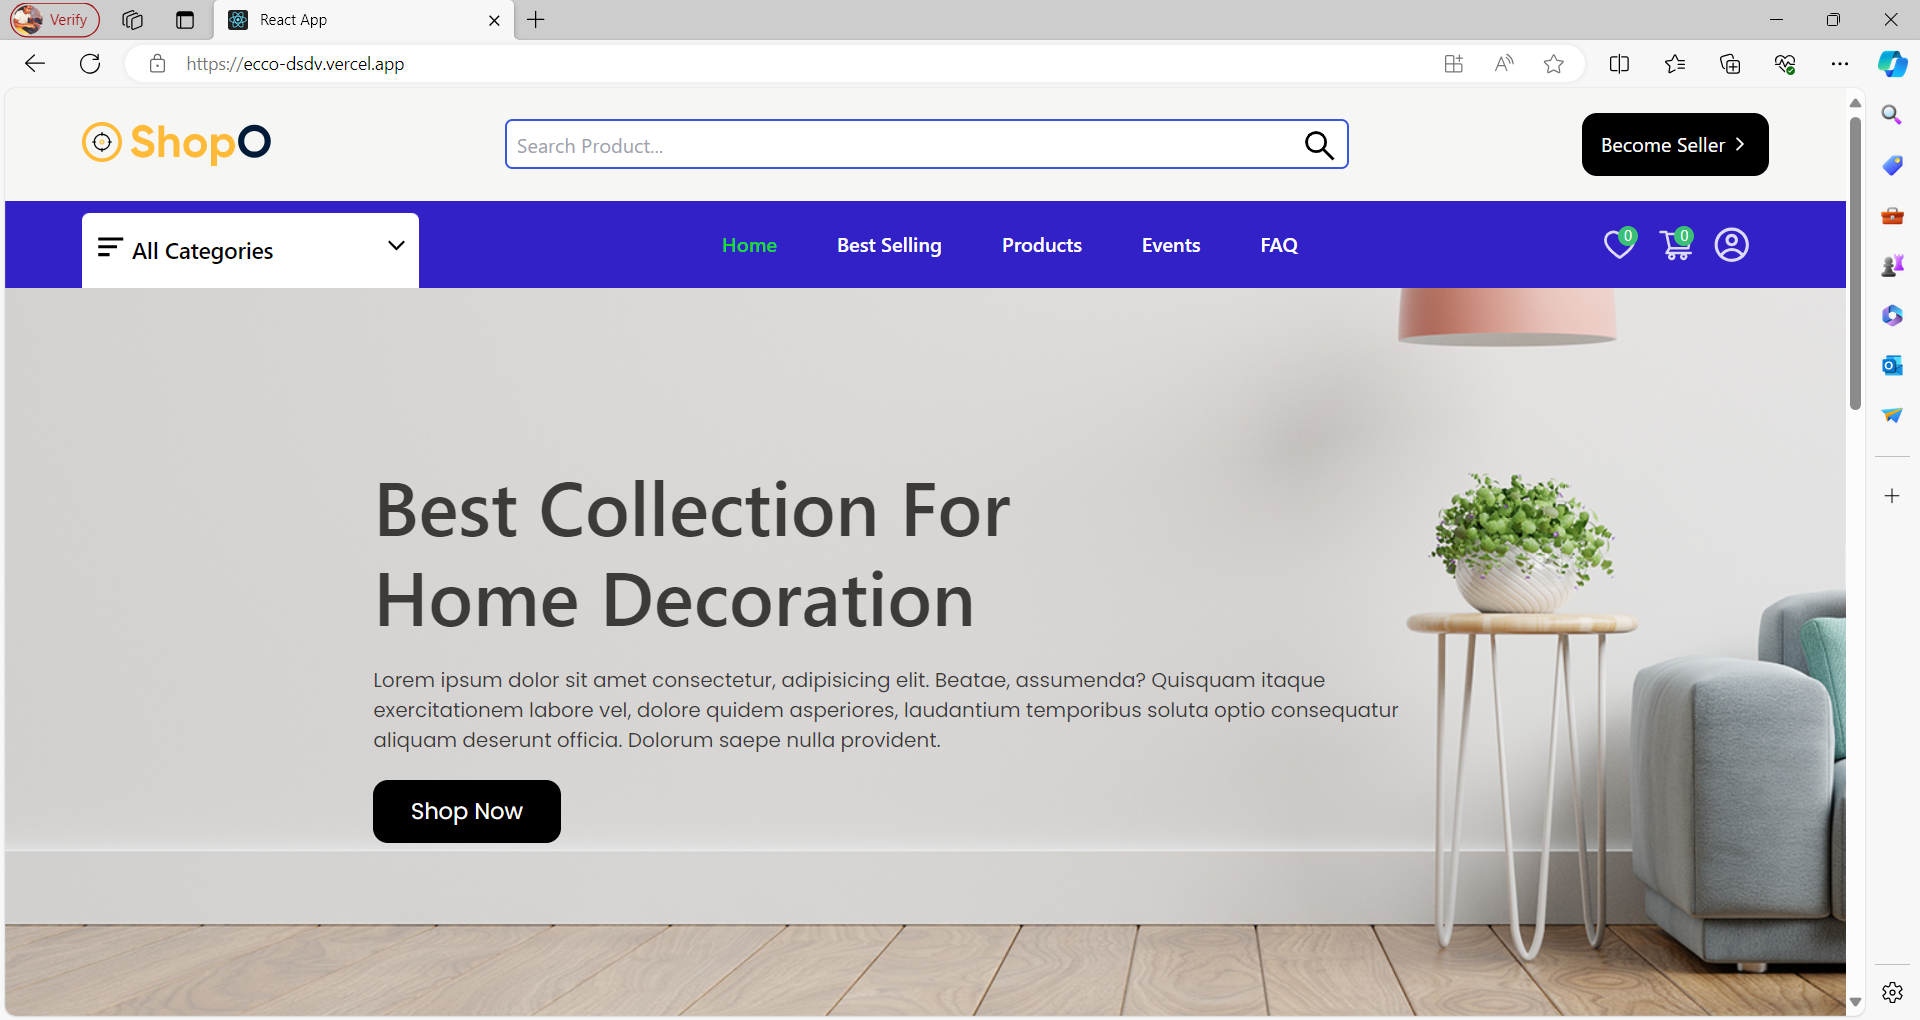 Verify
React App
https://ecco-dsdv.vercel.app
ShopO
Search Product...
Become Seller
All Categories
Home
Best Selling
Products
Events
FAQ
0
0
Best Collection For
Home Decoration
Lorem ipsum dolor sit amet consectetur, adipisicing elit. Beatae, assumenda? Quisquam itaque
exercitationem labore vel, dolore quidem asperiores, laudantium temporibus soluta optio consequatur
aliquam deserunt officia. Dolorum saepe nulla provident.
Shop Now